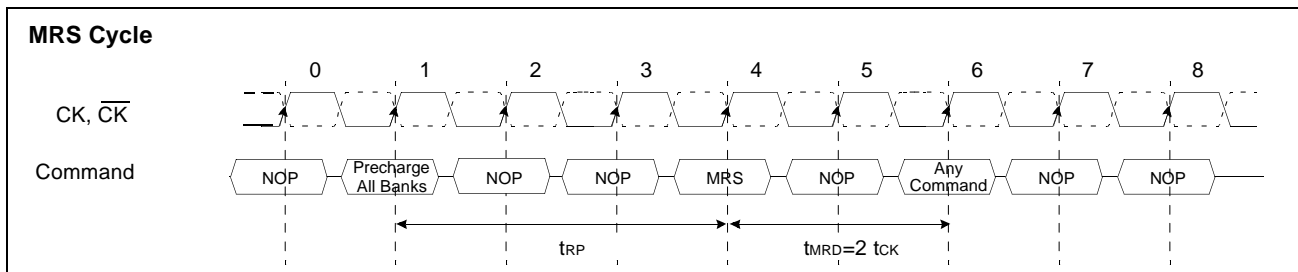 MRS Cycle
0 1 2 3 4 5 6 7 8
CK, C̅K̅
Command
NOP Precharge All Banks NOP NOP MRS NOP Any Command NOP NOP
tRP tMRD=2 tCK